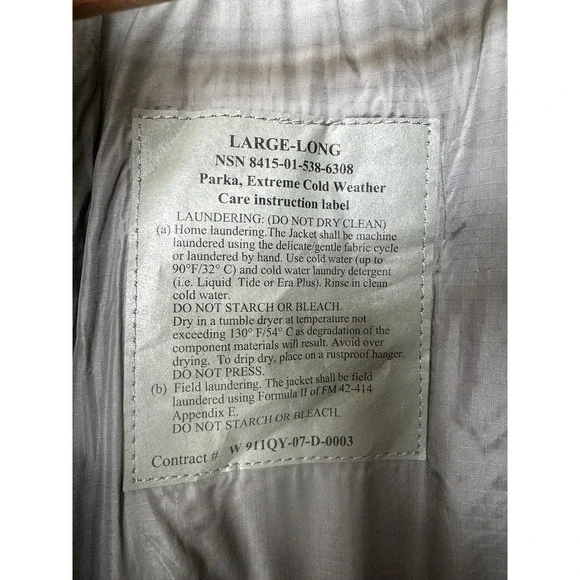 LARGE-LONG
NSN 8415-01-538-6308
Parka, Extreme Cold Weather
Care instruction label
LAUNDERING: (DO NOT DRY CLEAN)
(a) Home laundering.The Jacket shall be machine
laundered using the delicate/gentle fabric cycle
or laundered by hand. Use cold water (up to
90°F/32° C) and cold water laundry detergent
(i.e. Liquid Tide or Era Plus). Rinse in clean
cold water.
DO NOT STARCH OR BLEACH.
Dry in a tumble dryer at temperature not
exceeding 130° F/54° C as degradation of the
component materials will result. Avoid over
drying. To drip dry, place on a rustproof hanger.
DO NOT PRESS.
(b) Field laundering. The jacket shall be field
laundered using Formula II of FM 42-414
Appendix E.
DO NOT STARCH OR BLEACH.
Contract # W 911QY-07-D-0003